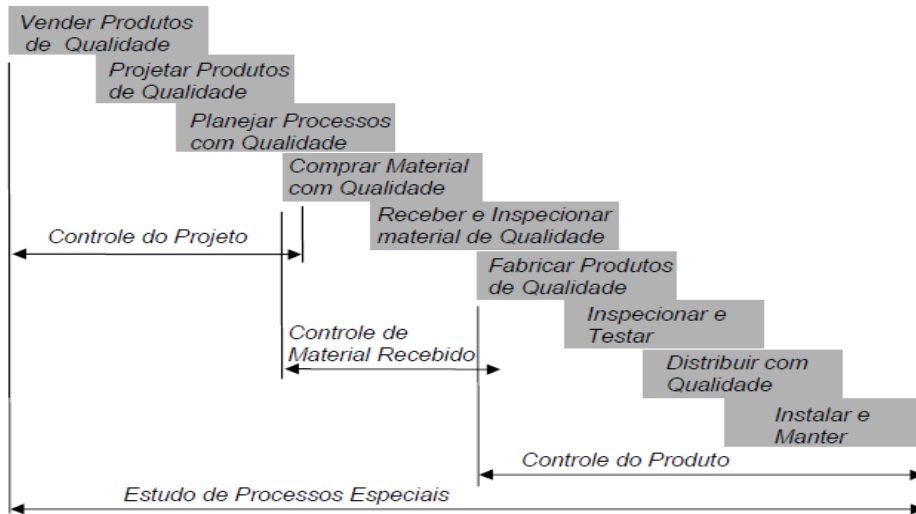 Vender Produtos
de Qualidade
Projetar Produtos
de Qualidade
Planejar Processos
com Qualidade
Comprar Material
com Qualidade
Receber e Inspecionar
material de Qualidade
Controle do Projeto
Fabricar Produtos
de Qualidade
Inspecionar e
Testar
Controle de
Material Recebido
Distribuir com
Qualidade
Instalar e
Manter
Controle do Produto
Estudo de Processos Especiais